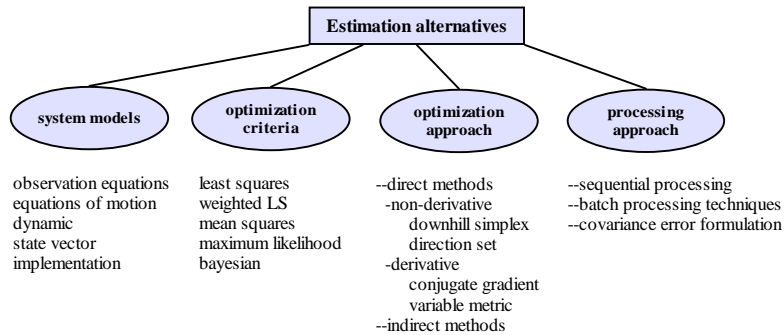 Estimation alternatives
system models
optimization
criteria
optimization
approach
processing
approach
observation equations
equations of motion
dynamic
state vector
implementation
least squares
weighted LS
mean squares
maximum likelihood
bayesian
--direct methods
-non-derivative
downhill simplex
direction set
-derivative
conjugate gradient
variable metric
--indirect methods
--sequential processing
--batch processing techniques
--covariance error formulation